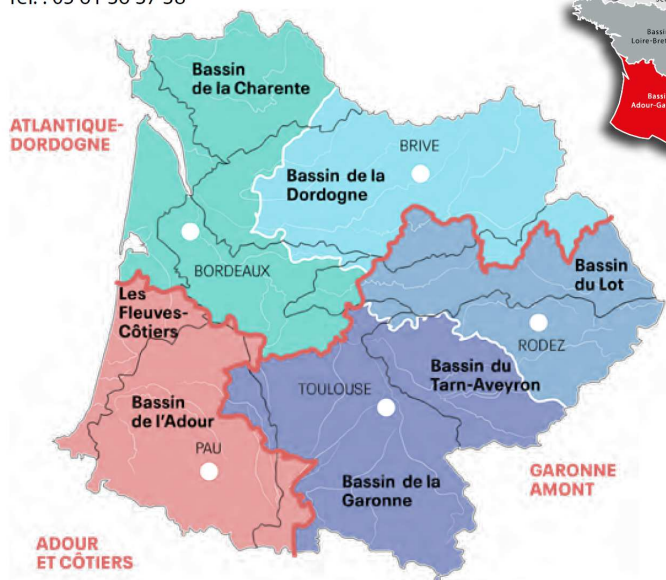 Bassin
de la Charente
ATLANTIQUE-
DORDOGNE
BRIVE
Bassin de la
Dordogne
BORDEAUX
Bassin
du Lot
Les
Fleuves-
Côtiers
RODEZ
Bassin du
Tarn-Aveyron
TOULOUSE
Bassin
de l'Adour
PAU
Bassin de la
Garonne
GARONNE
AMONT
ADOUR
ET CÔTIERS